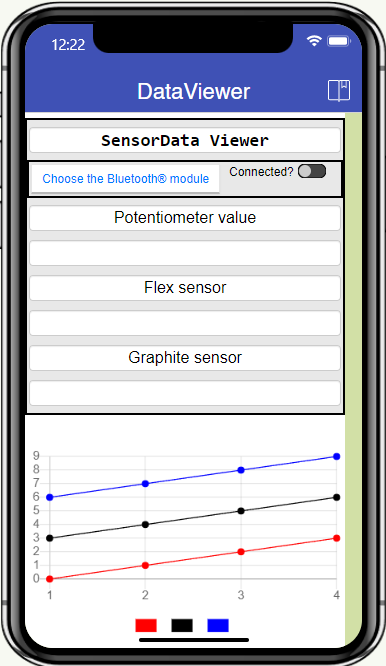 12:22
DataViewer
SensorData Viewer
Choose the Bluetooth® module
Connected?
Potentiometer value
Flex sensor
Graphite sensor
9
8
7
6
5
4
3
2
1
0
1 2 3 4